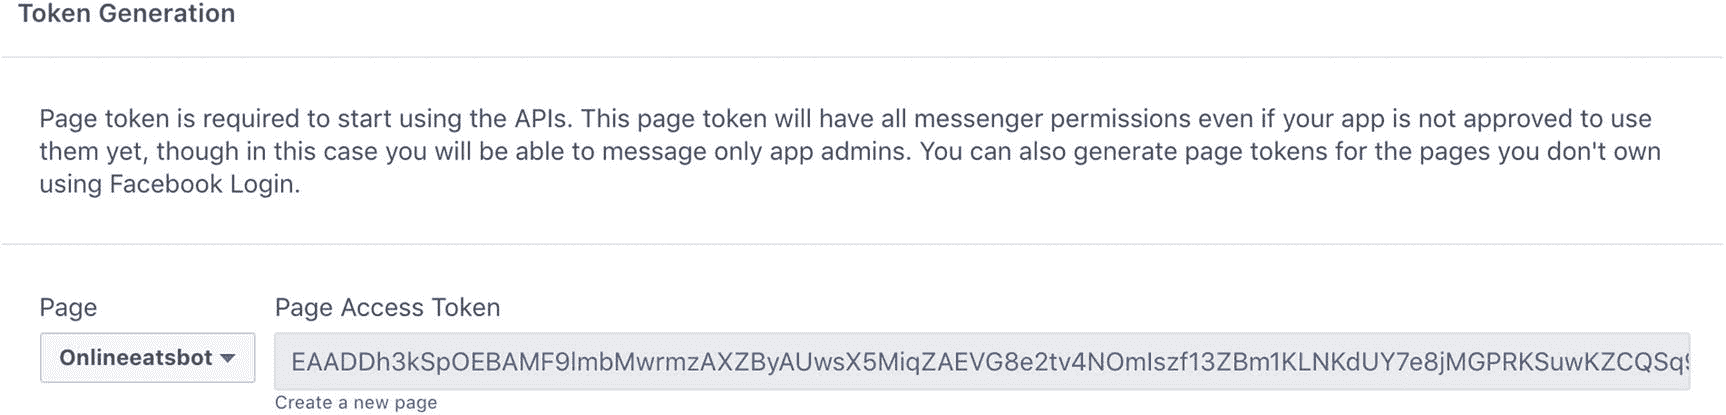 Token Generation
Page token is required to start using the APIs. This page token will have all messenger permissions even if your app is not approved to use
them yet, though in this case you will be able to message only app admins. You can also generate page tokens for the pages you don't own
using Facebook Login.
Page Page Access Token
Onlineeatsbot EAADDh3kSpOEBAMF9lmbMwrmzAXZByAUwsX5MiqZAEVG8e2tv4NOmIszf13ZBm1KLNKdUY7e8jMGPRKSuwKZCQSq9
Create a new page